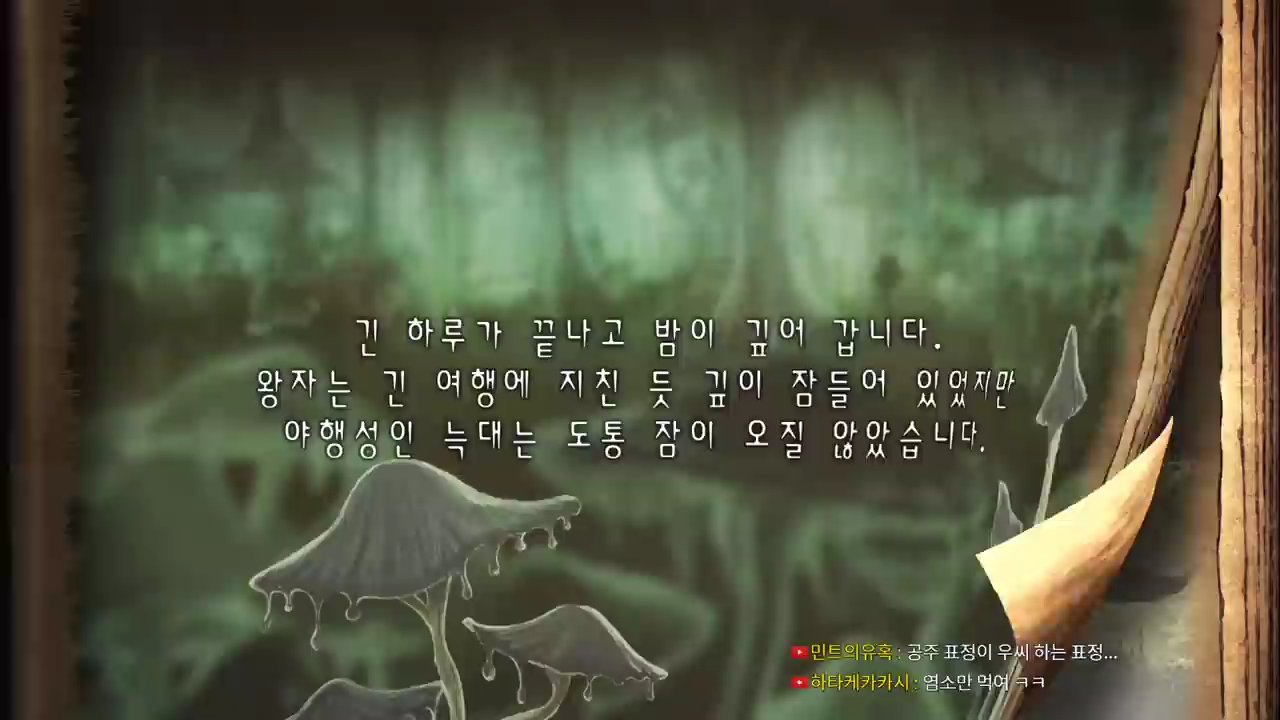 긴 하루가 끝나고 밤이 깊어 갑니다.
왕자는 긴 여행에 지친 듯 깊이 잠들어 있었지만
야행성인 늑대는 도통 잠이 오질 않았습니다.
민트의유혹 : 공주 표정이 우씨 하는 표정...
하타케카카시 : 염소만 먹여 ㅋㅋ